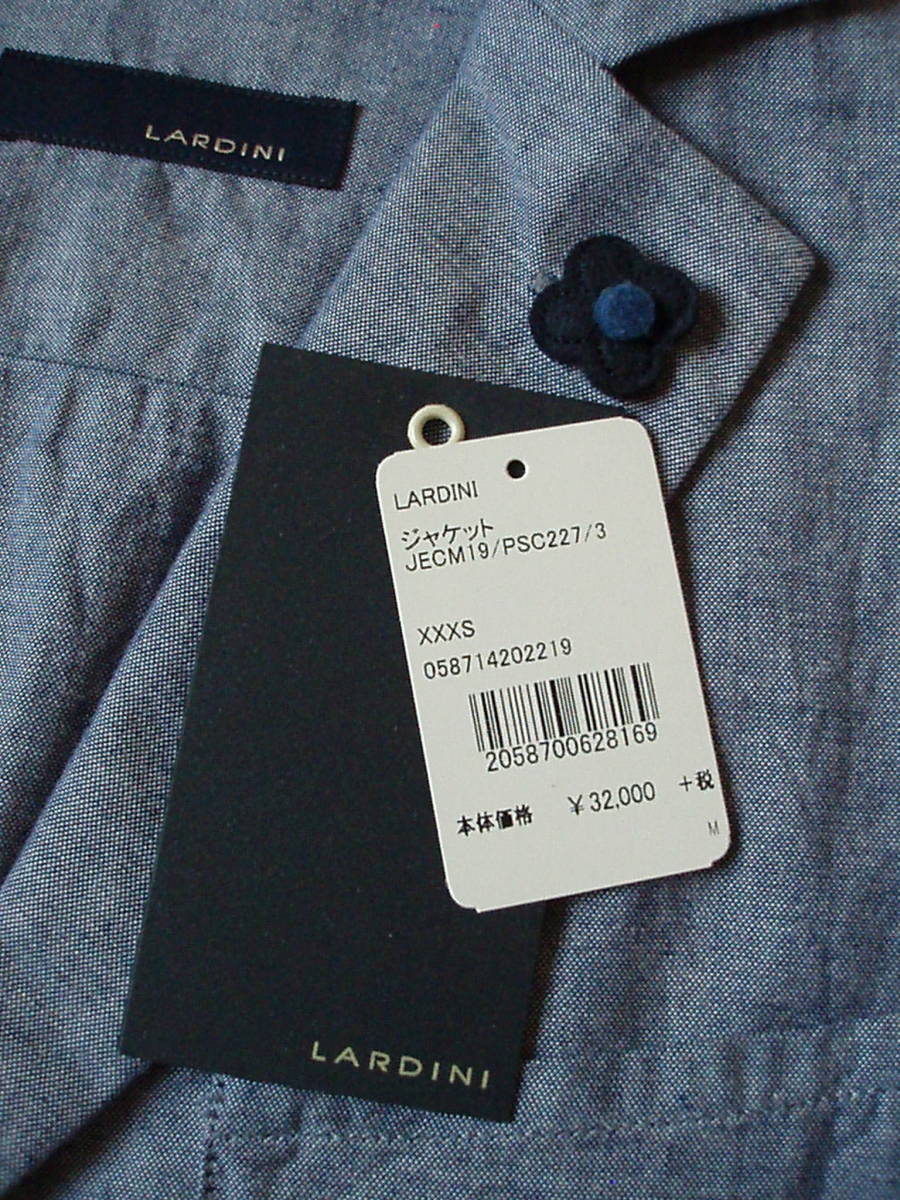 LARDINI
LARDINI
ジャケット
JECM19/PSC227/3
XXXS
058714202219
2058700628169
本体価格 ¥32,000 +税
M
LARDINI